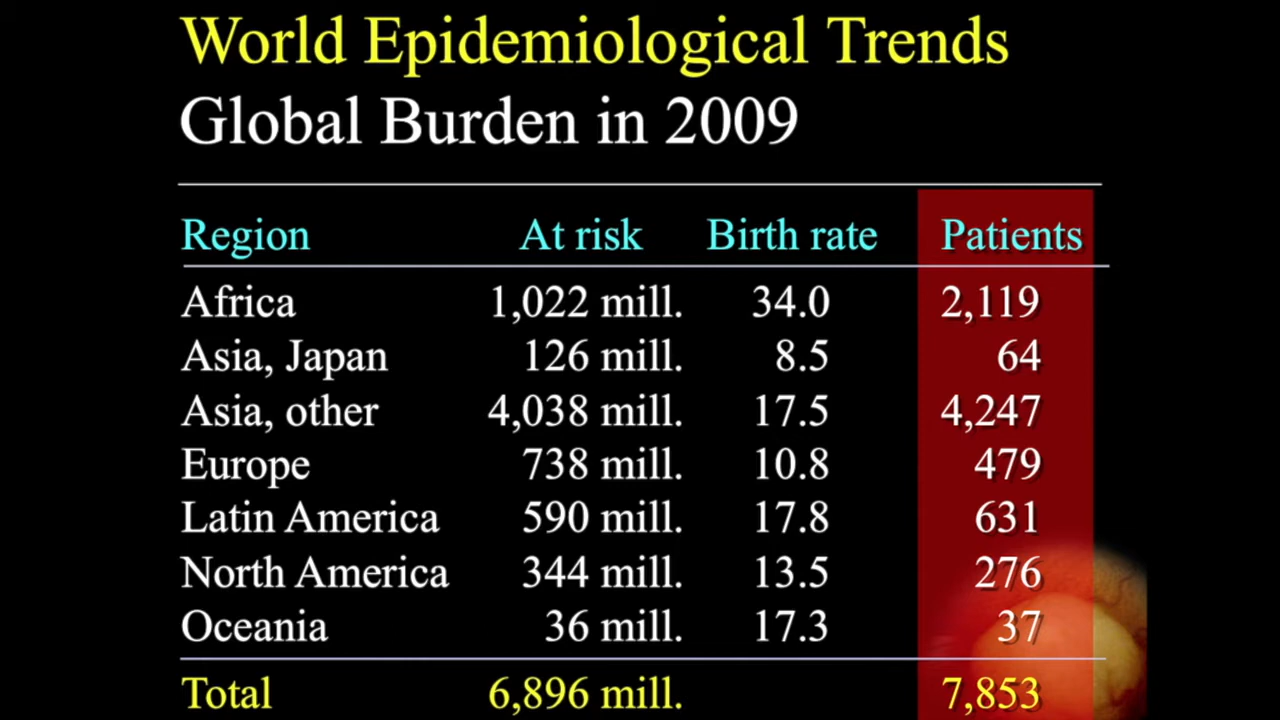 World Epidemiological Trends
Global Burden in 2009
Region At risk Birth rate Patients
Africa 1,022 mill. 34.0 2,119
Asia, Japan 126 mill. 8.5 64
Asia, other 4,038 mill. 17.5 4,247
Europe 738 mill. 10.8 479
Latin America 590 mill. 17.8 631
North America 344 mill. 13.5 276
Oceania 36 mill. 17.3 37
Total 6,896 mill. 7,853